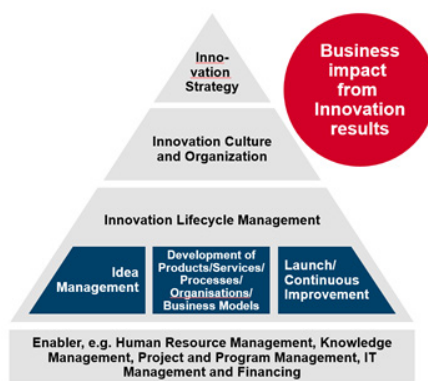 Inno-
vation
Strategy
Business
impact
from
Innovation
results
Innovation Culture
and Organization
Innovation Lifecycle Management
Idea
Management
Development of
Products/Services/
Processes/
Organisations/
Business Models
Launch/
Continuous
Improvement
Enabler, e.g. Human Resource Management, Knowledge
Management, Project and Program Management, IT
Management and Financing